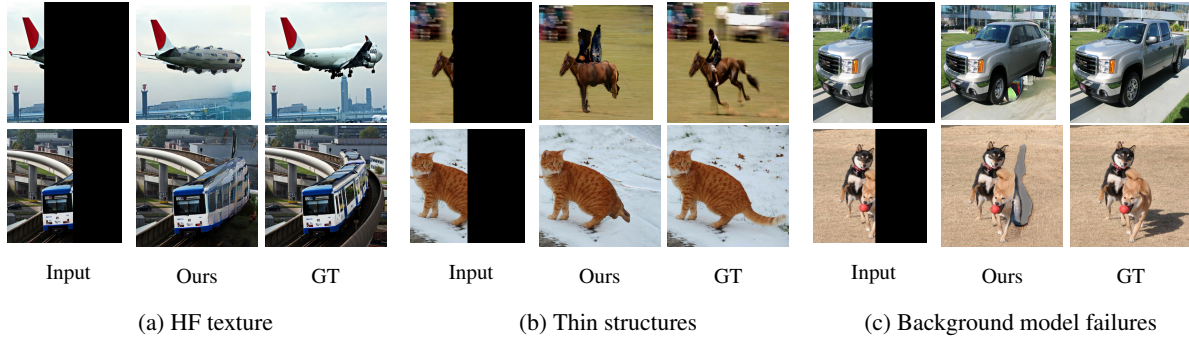 Input Ours GT Input Ours GT Input Ours GT
(a) HF texture (b) Thin structures (c) Background model failures